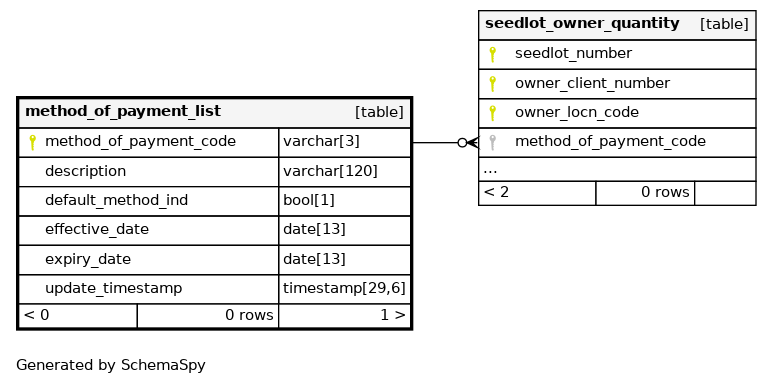 seedlot_owner_quantity [table]
seedlot_number
owner_client_number
owner_locn_code
method_of_payment_code
...
< 2 0 rows
method_of_payment_list [table]
method_of_payment_code varchar[3]
description varchar[120]
default_method_ind bool[1]
effective_date date[13]
expiry_date date[13]
update_timestamp timestamp[29,6]
< 0 0 rows 1 >
Generated by SchemaSpy